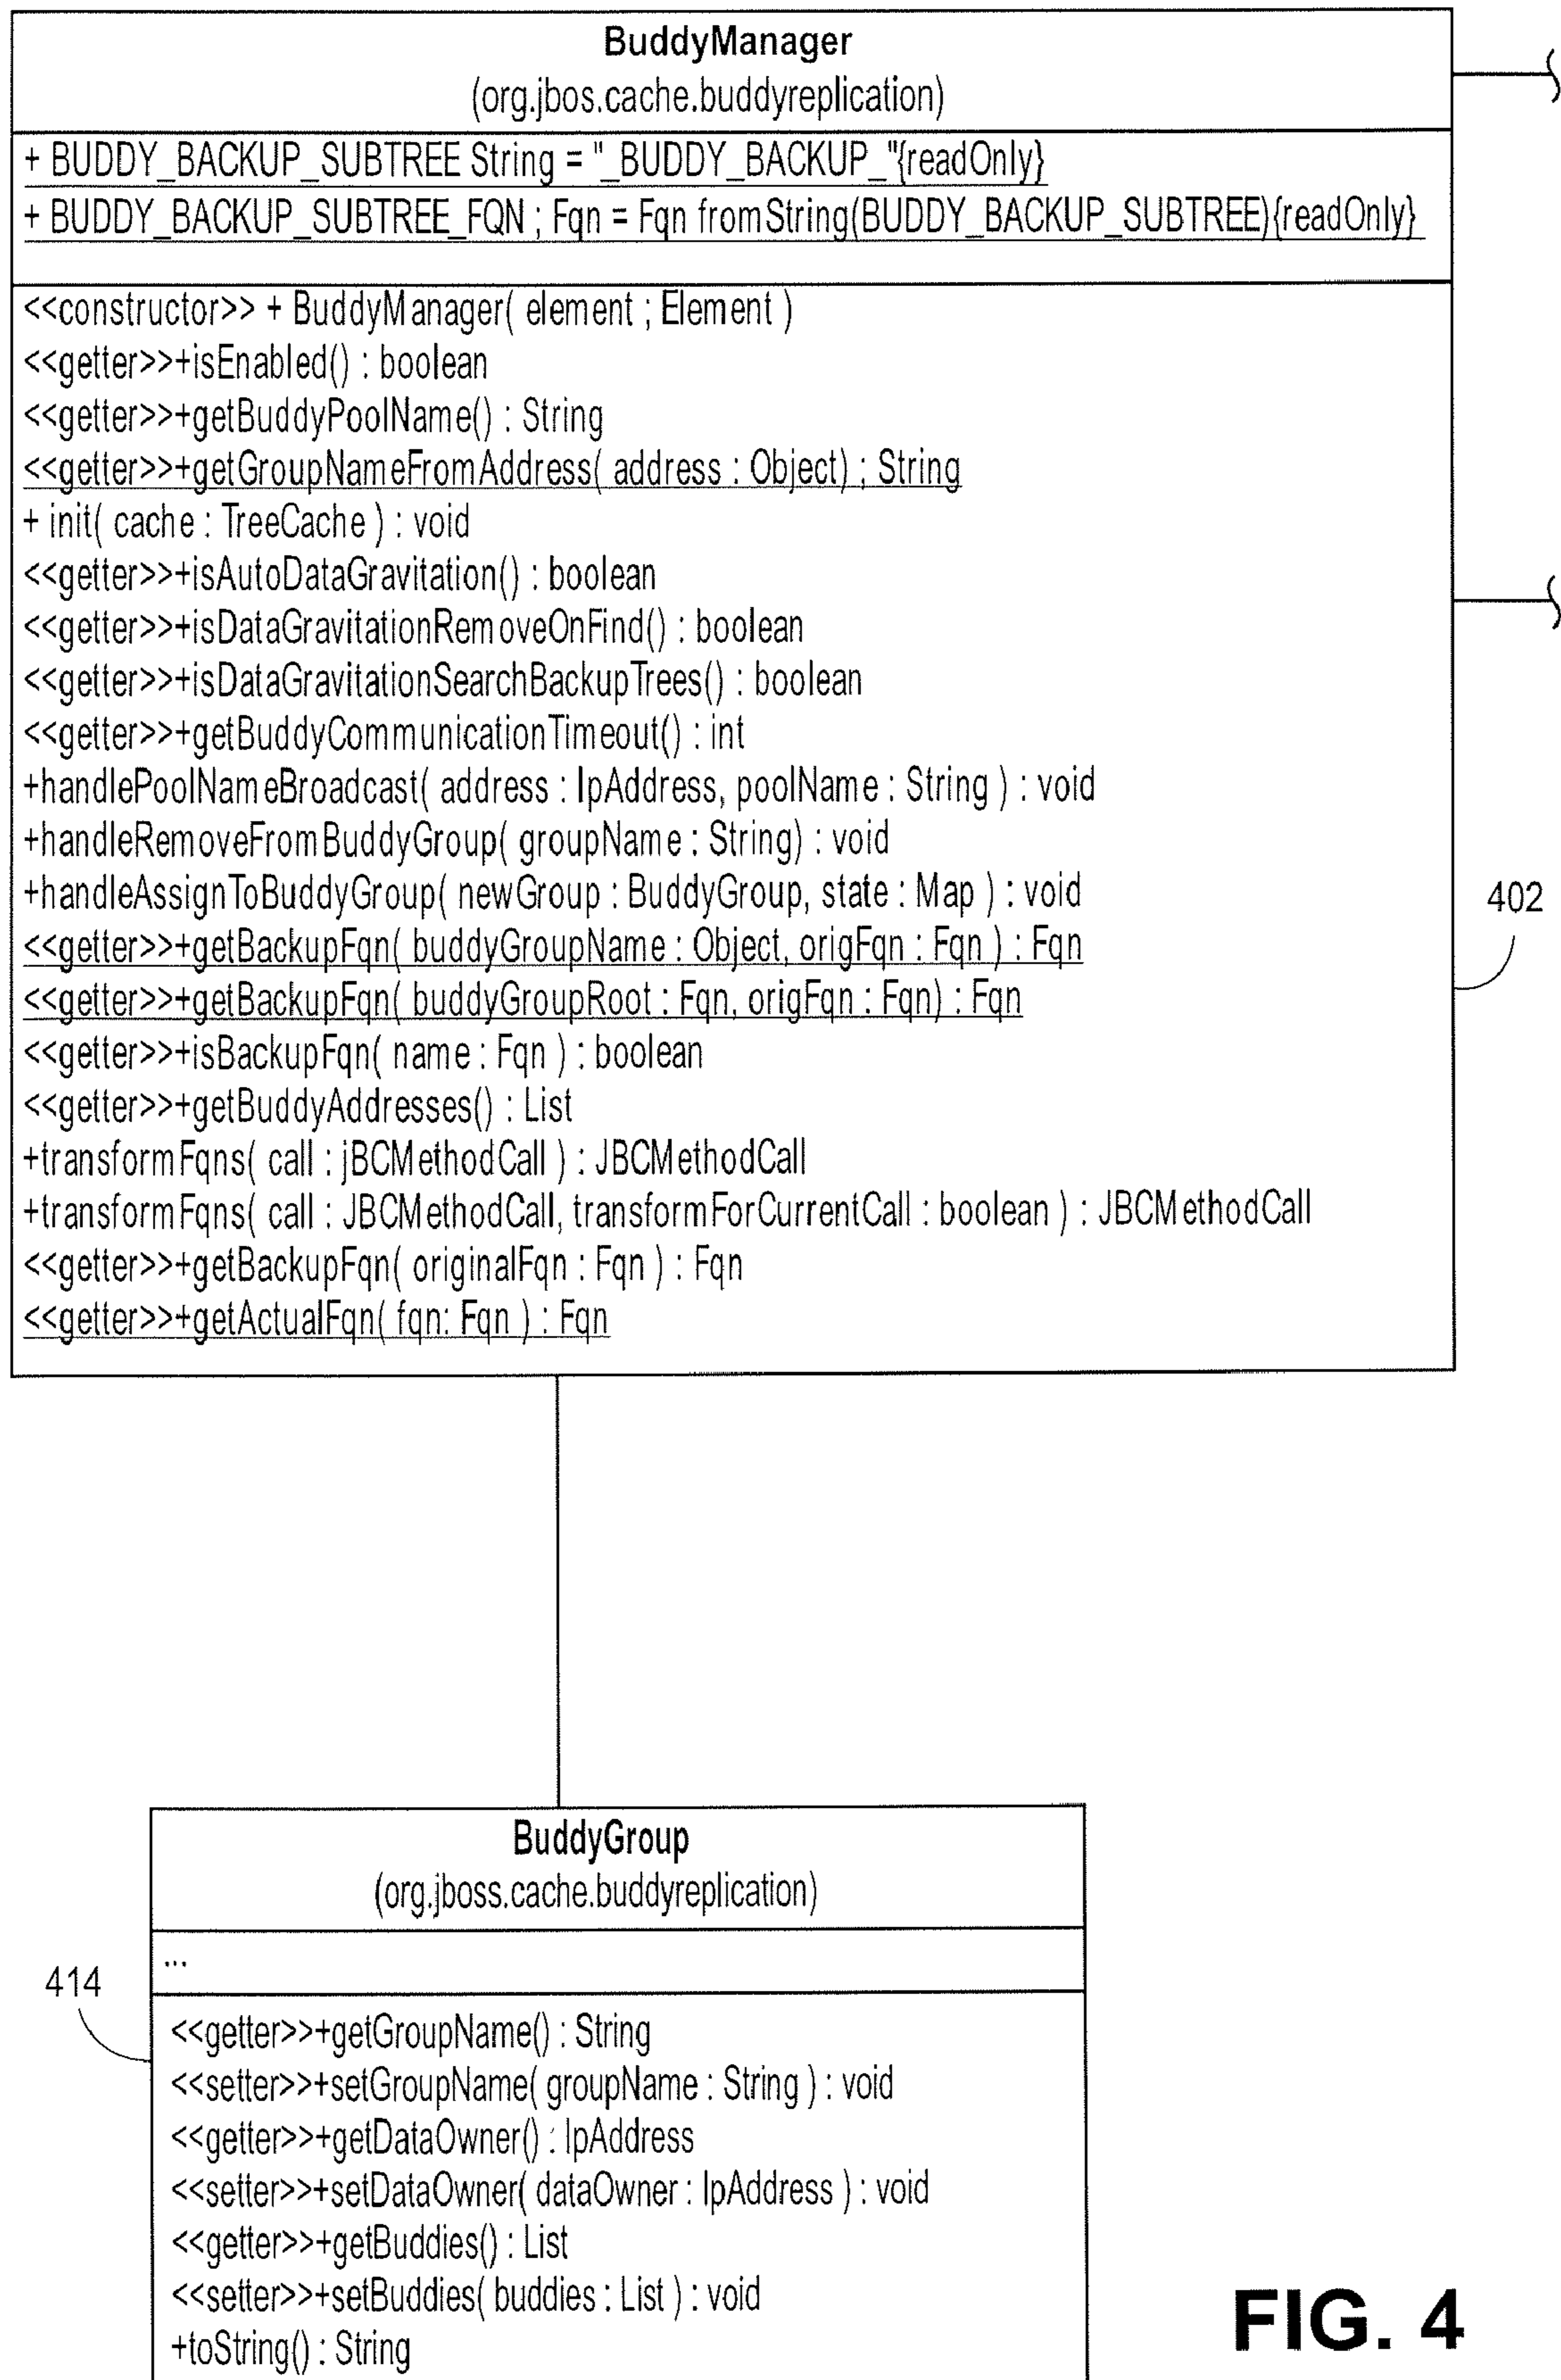 BuddyManager
(org.jbos.cache.buddyreplication)
+ BUDDY_BACKUP_SUBTREE String = "_BUDDY_BACKUP_"{readOnly}
+ BUDDY_BACKUP_SUBTREE_FQN ; Fqn = Fqn fromString(BUDDY_BACKUP_SUBTREE){readOnly}
<<constructor>> + BuddyManager( element ; Element )
<<getter>>+isEnabled() : boolean
<<getter>>+getBuddyPoolName() : String
<<getter>>+getGroupNameFromAddress( address : Object) ; String
+ init( cache : TreeCache ) : void
<<getter>>+isAutoDataGravitation() : boolean
<<getter>>+isDataGravitationRemoveOnFind() : boolean
<<getter>>+isDataGravitationSearchBackupTrees() : boolean
<<getter>>+getBuddyCommunicationTimeout() : int
+handlePoolNameBroadcast( address : IpAddress, poolName : String ) : void
+handleRemoveFromBuddyGroup( groupName : String) : void
+handleAssignToBuddyGroup( newGroup : BuddyGroup, state : Map ) : void
402
<<getter>>+getBackupFqn( buddyGroupName : Object, origFqn : Fqn ) : Fqn
<<getter>>+getBackupFqn( buddyGroupRoot : Fqn, origFqn : Fqn) : Fqn
<<getter>>+isBackupFqn( name : Fqn ) : boolean
<<getter>>+getBuddyAddresses() : List
+transformFqns( call : jBCMethodCall ) : JBCMethodCall
+transformFqns( call : JBCMethodCall, transformForCurrentCall : boolean ) : JBCMethodCall
<<getter>>+getBackupFqn( originalFqn : Fqn ) : Fqn
<<getter>>+getActualFqn( fqn: Fqn ) : Fqn
BuddyGroup
(org.jboss.cache.buddyreplication)
...
414
<<getter>>+getGroupName() : String
<<setter>>+setGroupName( groupName : String ) : void
<<getter>>+getDataOwner() : IpAddress
<<setter>>+setDataOwner( dataOwner : IpAddress ) : void
<<getter>>+getBuddies() : List
<<setter>>+setBuddies( buddies : List ) : void
+toString() : String
FIG. 4